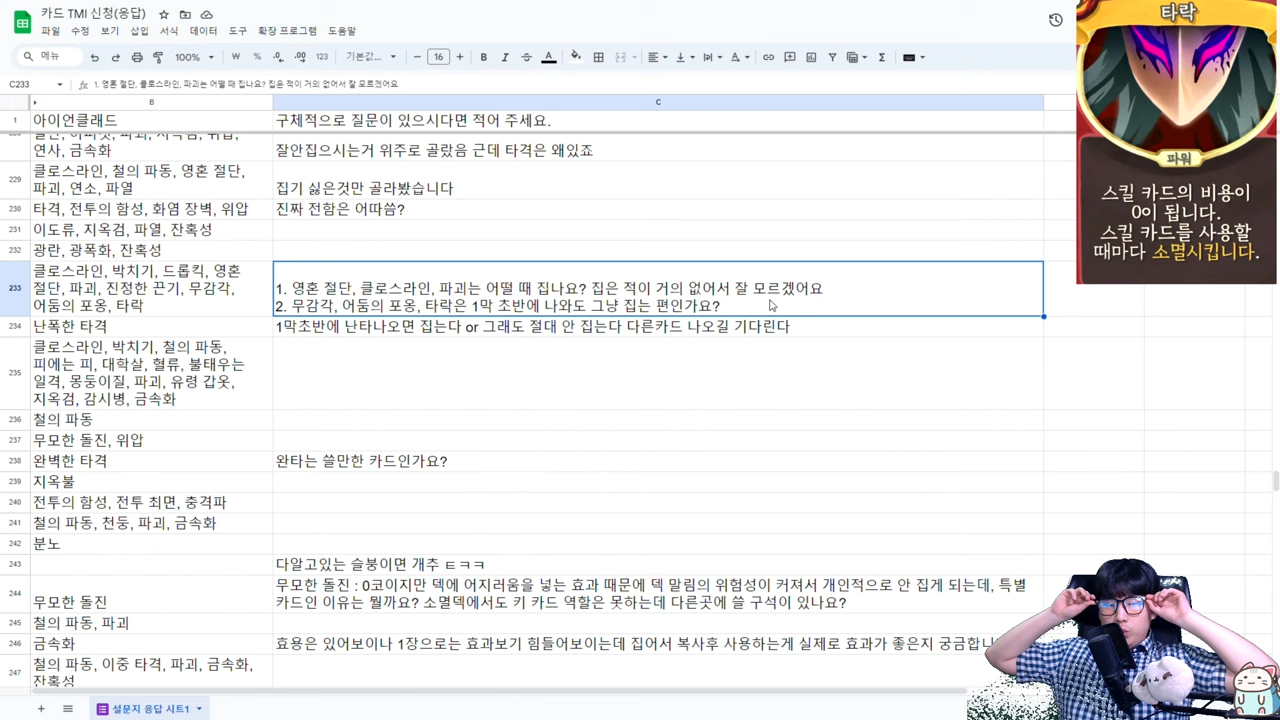 카드 TMI 신청(응답)
파일 수정 보기 삽입 서식 데이터 도구 확장 프로그램 도움말
메뉴 100% ₩ % .0 .00 123 기본값... 16 B I A
C233 fx 1. 영혼 절단, 클로스라인, 파괴는 어떨 때 집나요? 집은 적이 거의 없어서 잘 모르겠어요
B C
1 아이언클래드 구체적으로 질문이 있으시다면 적어 주세요.
연사, 금속화 잘안집으시는거 위주로 골랐음 근데 타격은 왜있죠
229 클로스라인, 철의 파동, 영혼 절단,
파괴, 연소, 파열 집기 싫은것만 골라봤습니다
230 타격, 전투의 함성, 화염 장벽, 위압 진짜 전함은 어따씀?
231 이도류, 지옥검, 파열, 잔혹성
232 광란, 광폭화, 잔혹성
233 클로스라인, 박치기, 드롭킥, 영혼
절단, 파괴, 진정한 끈기, 무감각,
어둠의 포옹, 타락
1. 영혼 절단, 클로스라인, 파괴는 어떨 때 집나요? 집은 적이 거의 없어서 잘 모르겠어요
2. 무감각, 어둠의 포옹, 타락은 1막 초반에 나와도 그냥 집는 편인가요?
234 난폭한 타격 1막초반에 난타나오면 집는다 or 그래도 절대 안 집는다 다른카드 나오길 기다린다
235 클로스라인, 박치기, 철의 파동,
피에는 피, 대학살, 혈류, 불태우는
일격, 몽둥이질, 파괴, 유령 갑옷,
지옥검, 감시병, 금속화
236 철의 파동
237 무모한 돌진, 위압
238 완벽한 타격 완타는 쓸만한 카드인가요?
239 지옥불
240 전투의 함성, 전투 최면, 충격파
241 철의 파동, 천둥, 파괴, 금속화
242 분노
243 다알고있는 슬붕이면 개추 ㅌㅋㅋ
244 무모한 돌진 무모한 돌진 : 0코이지만 덱에 어지러움을 넣는 효과 때문에 덱 말림의 위험성이 커져서 개인적으로 안 집게 되는데, 특별
카드인 이유는 뭘까요? 소멸덱에서도 키 카드 역할은 못하는데 다른곳에 쓸 구석이 있나요?
245 철의 파동, 파괴
246 금속화 효용은 있어보이나 1장으로는 효과보기 힘들어보이는데 집어서 복사후 사용하는게 실제로 효과가 좋은지 궁금합니
247 철의 파동, 이중 타격, 파괴, 금속화,
잔혹성
설문지 응답 시트1
타락
파워
스킬 카드의 비용이
0이 됩니다.
스킬 카드를 사용할
때마다 소멸시킵니다.